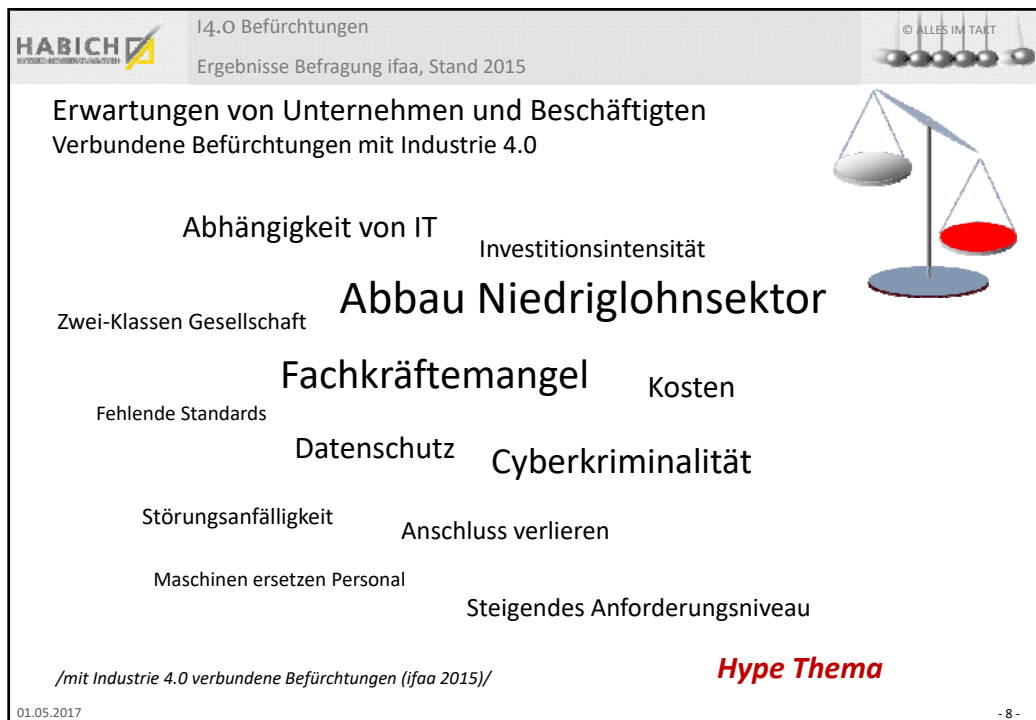 I4.0 Befürchtungen
© ALLES IM TAKT
HABICH
Ergebnisse Befragung ifaa, Stand 2015
Erwartungen von Unternehmen und Beschäftigten
Verbundene Befürchtungen mit Industrie 4.0
Abhängigkeit von IT
Investitionsintensität
Abbau Niedriglohnsektor
Zwei-Klassen Gesellschaft
Fachkräftemangel
Kosten
Fehlende Standards
Datenschutz
Cyberkriminalität
Störungsanfälligkeit
Anschluss verlieren
Maschinen ersetzen Personal
Steigendes Anforderungsniveau
Hype Thema
/mit Industrie 4.0 verbundene Befürchtungen (ifaa 2015)/
01.05.2017
- 8 -